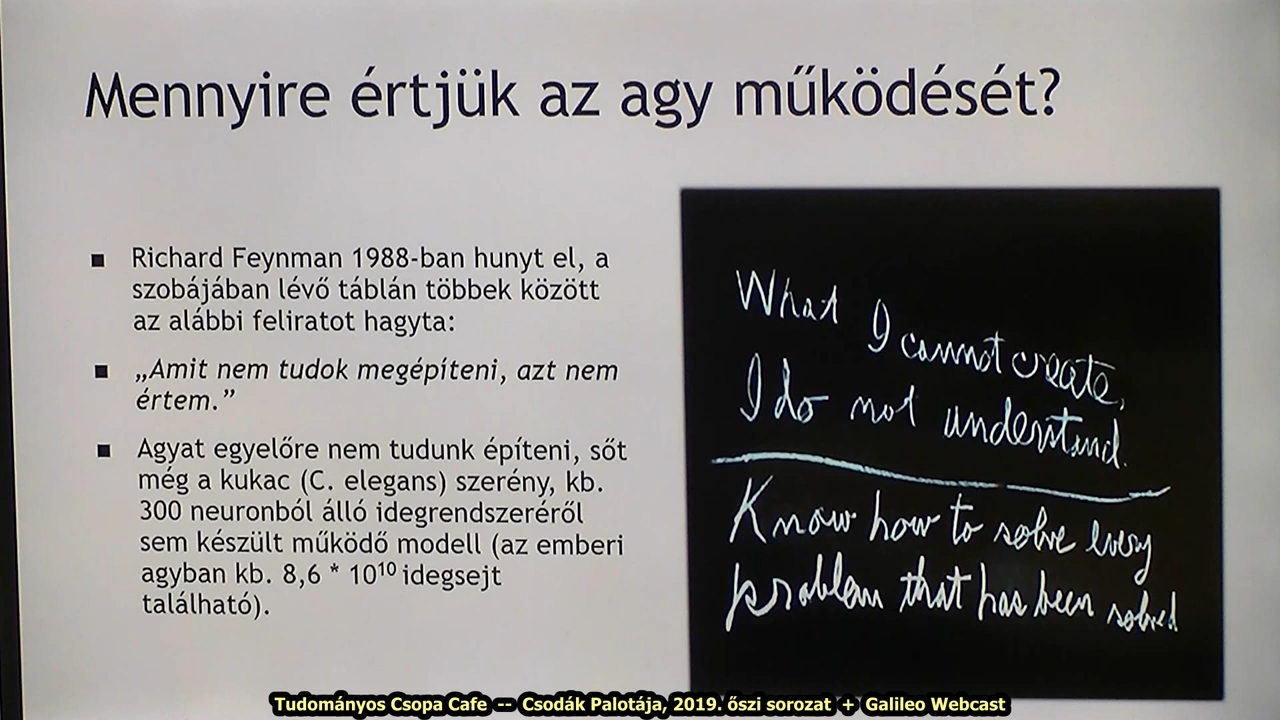 Mennyire értjük az agy működését?
Richard Feynman 1988-ban hunyt el, a
szobájában lévő táblán többek között
az alábbi feliratot hagyta:
„Amit nem tudok megépíteni, azt nem
értem.”
Agyat egyelőre nem tudunk építeni, sőt
még a kukac (C. elegans) szerény, kb.
300 neuronból álló idegrendszeréről
sem készült működő modell (az emberi
agyban kb. 8,6 * 10¹⁰ idegsejt
található).
What I cannot create,
I do not understand.
Know how to solve every
problem that has been solved
Tudományos Csopa Cafe -- Csodák Palotája, 2019. őszi sorozat + Galileo Webcast